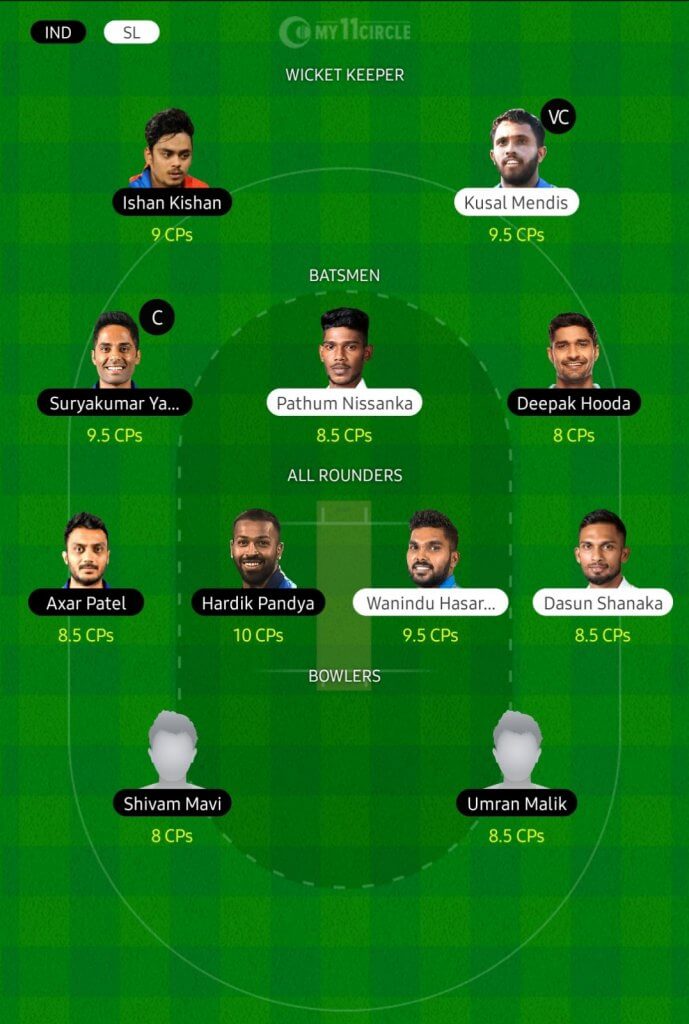 IND SL MY11CIRCLE
WICKET KEEPER
VC
Ishan Kishan Kusal Mendis
9 CPs 9.5 CPs
BATSMEN
C
Suryakumar Ya... Pathum Nissanka Deepak Hooda
9.5 CPs 8.5 CPs 8 CPs
ALL ROUNDERS
Axar Patel Hardik Pandya Wanindu Hasar... Dasun Shanaka
8.5 CPs 10 CPs 9.5 CPs 8.5 CPs
BOWLERS
Shivam Mavi Umran Malik
8 CPs 8.5 CPs